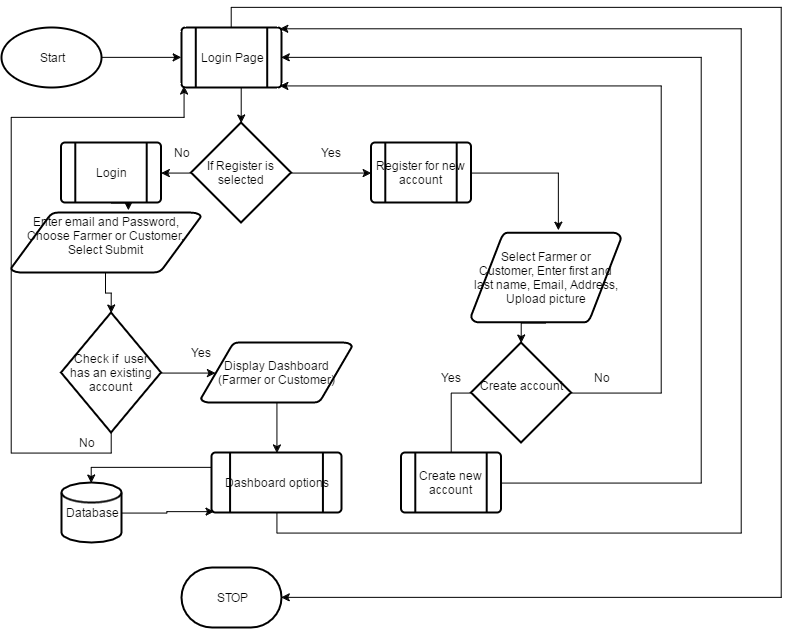 Start
Login Page
No
If Register is
selected
Yes
Login
Register for new
account
Enter email and Password,
Choose Farmer or Customer,
Select Submit
Select Farmer or
Customer, Enter first and
last name, Email, Address,
Upload picture
Check if user
has an existing
account
Yes
Display Dashboard
(Farmer or Customer)
Yes
Create account
No
No
Dashboard options
Create new
account
Database
STOP